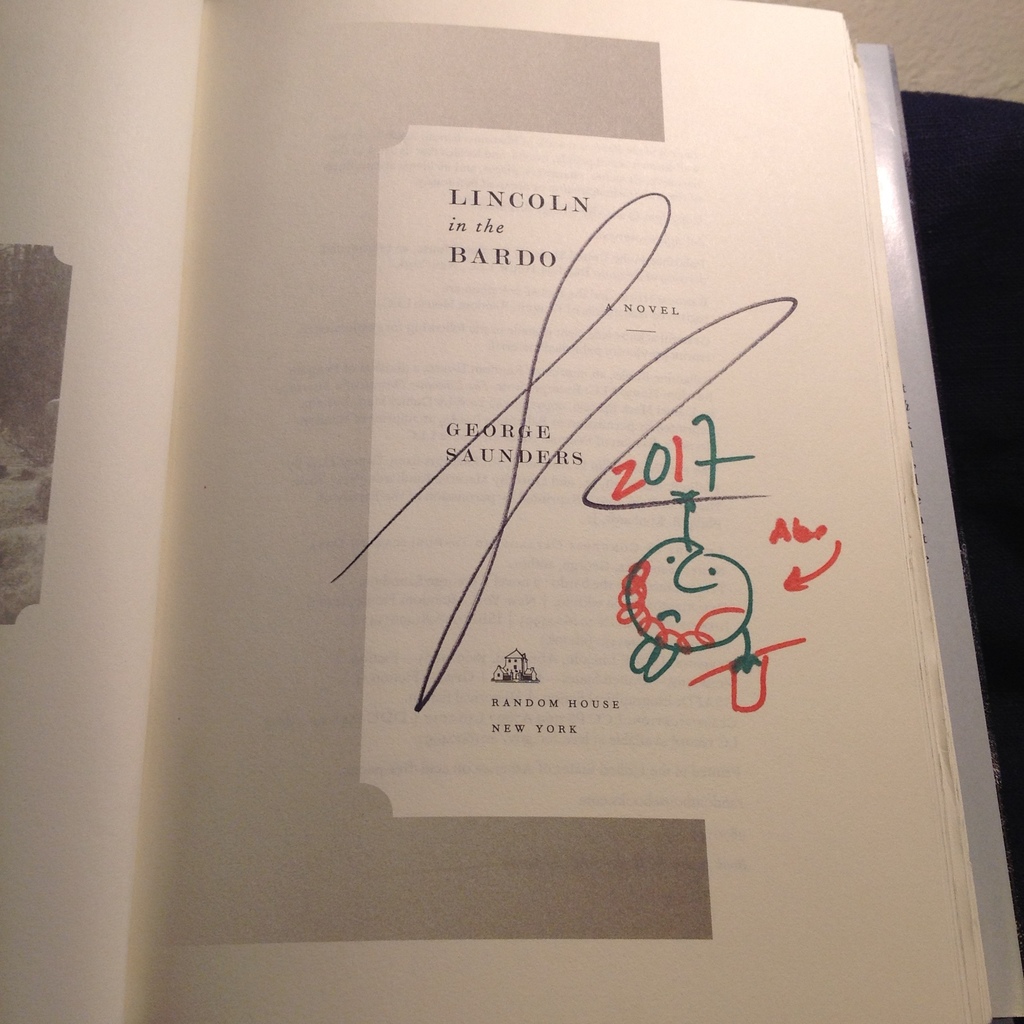 LINCOLN
in the
BARDO
A NOVEL
GEORGE
SAUNDERS
2017
Abe
RANDOM HOUSE
NEW YORK